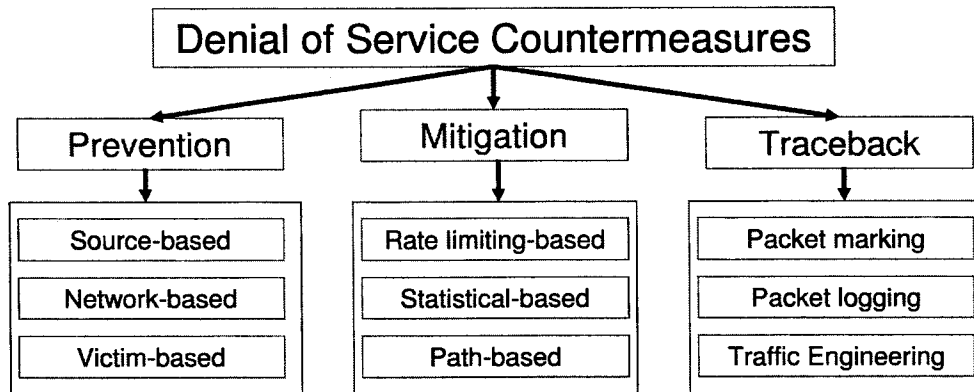 Denial of Service Countermeasures
Prevention
Mitigation
Traceback
Source-based
Network-based
Victim-based
Rate limiting-based
Statistical-based
Path-based
Packet marking
Packet logging
Traffic Engineering